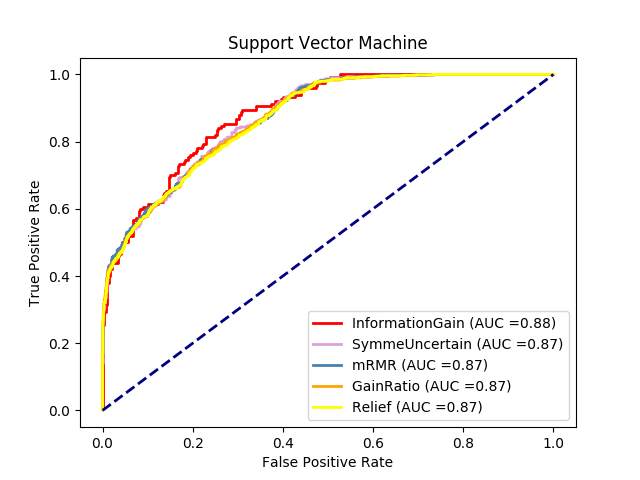 Support Vector Machine
True Positive Rate
1.0
0.8
0.6
0.4
0.2
0.0
InformationGain (AUC =0.88)
SymmeUncertain (AUC =0.87)
mRMR (AUC =0.87)
GainRatio (AUC =0.87)
Relief (AUC =0.87)
0.0 0.2 0.4 0.6 0.8 1.0
False Positive Rate